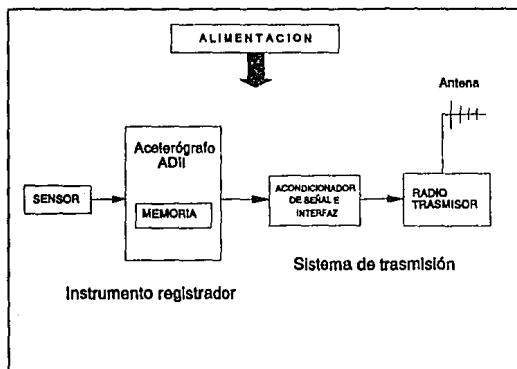 ALIMENTACION
Antena
Acelerógrafo
ADII
SENSOR
MEMORIA
ACONDICIONADOR
DE SEÑAL E
INTERFAZ
RADIO
TRASMISOR
Sistema de trasmisión
Instrumento registrador